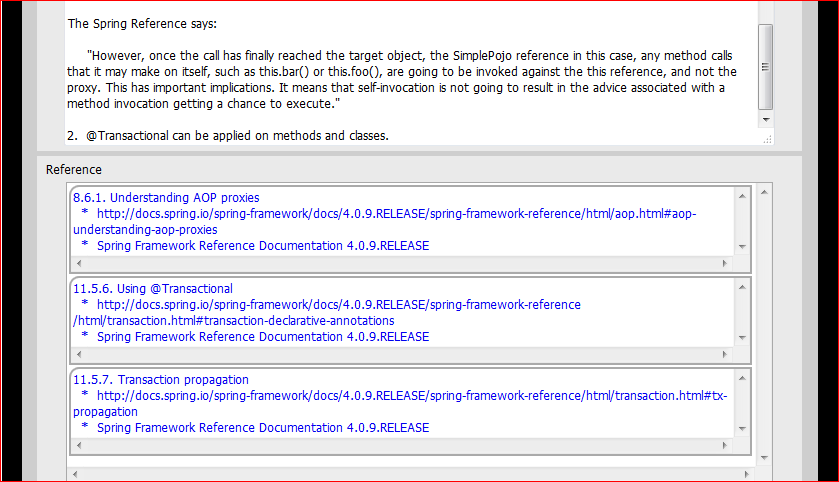 The Spring Reference says:
"However, once the call has finally reached the target object, the SimplePojo reference in this case, any method calls
that it may make on itself, such as this.bar() or this.foo(), are going to be invoked against the this reference, and not the
proxy. This has important implications. It means that self-invocation is not going to result in the advice associated with a
method invocation getting a chance to execute."
2. @Transactional can be applied on methods and classes.
Reference
8.6.1. Understanding AOP proxies
* http://docs.spring.io/spring-framework/docs/4.0.9.RELEASE/spring-framework-reference/html/aop.html#aop-
understanding-aop-proxies
* Spring Framework Reference Documentation 4.0.9.RELEASE
11.5.6. Using @Transactional
* http://docs.spring.io/spring-framework/docs/4.0.9.RELEASE/spring-framework-reference
/html/transaction.html#transaction-declarative-annotations
* Spring Framework Reference Documentation 4.0.9.RELEASE
11.5.7. Transaction propagation
* http://docs.spring.io/spring-framework/docs/4.0.9.RELEASE/spring-framework-reference/html/transaction.html#tx-
propagation
* Spring Framework Reference Documentation 4.0.9.RELEASE